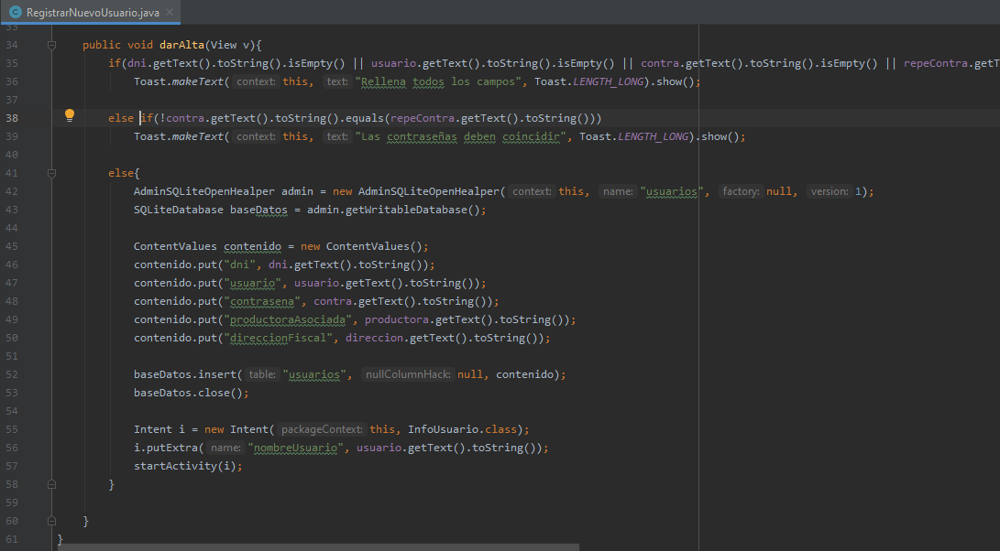 RegistrarNuevoUsuario.java
33
34 public void darAlta(View v){
35 if(dni.getText().toString().isEmpty() || usuario.getText().toString().isEmpty() || contra.getText().toString().isEmpty() || repeContra.getT
36 Toast.makeText( context: this, text: "Rellena todos los campos", Toast.LENGTH_LONG).show();
37
38 else if(!contra.getText().toString().equals(repeContra.getText().toString()))
39 Toast.makeText( context: this, text: "Las contraseñas deben coincidir", Toast.LENGTH_LONG).show();
40
41 else{
42 AdminSQLiteOpenHealper admin = new AdminSQLiteOpenHealper( context: this, name: "usuarios", factory: null, version: 1);
43 SQLiteDatabase baseDatos = admin.getWritableDatabase();
44
45 ContentValues contenido = new ContentValues();
46 contenido.put("dni", dni.getText().toString());
47 contenido.put("usuario", usuario.getText().toString());
48 contenido.put("contrasena", contra.getText().toString());
49 contenido.put("productoraAsociada", productora.getText().toString());
50 contenido.put("direccionFiscal", direccion.getText().toString());
51
52 baseDatos.insert( table: "usuarios", nullColumnHack: null, contenido);
53 baseDatos.close();
54
55 Intent i = new Intent( packageContext: this, InfoUsuario.class);
56 i.putExtra( name: "nombreUsuario", usuario.getText().toString());
57 startActivity(i);
58 }
59
60 }
61 }